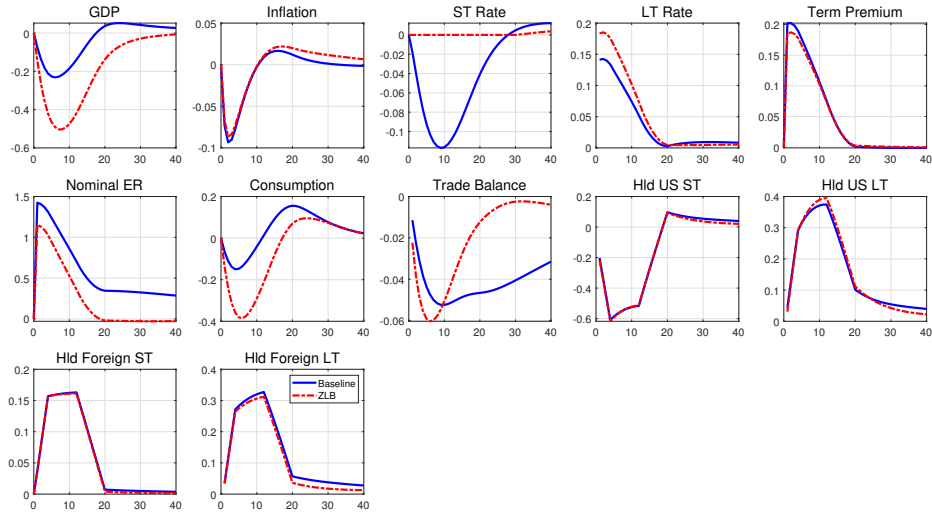 GDP
0
-0.2
-0.4
-0.6
0 10 20 30 40
Inflation
0.05
0
-0.05
-0.1
0 10 20 30 40
ST Rate
0
-0.02
-0.04
-0.06
-0.08
-0.1
0 10 20 30 40
LT Rate
0.2
0.15
0.1
0.05
0
0 10 20 30 40
Term Premium
0.2
0.15
0.1
0.05
0
0 10 20 30 40
Nominal ER
1.5
1
0.5
0
0 10 20 30 40
Consumption
0.2
0
-0.2
-0.4
0 10 20 30 40
Trade Balance
0
-0.02
-0.04
-0.06
0 10 20 30 40
Hld US ST
0.2
0
-0.2
-0.4
-0.6
0 10 20 30 40
Hld US LT
0.4
0.3
0.2
0.1
0
0 10 20 30 40
Hld Foreign ST
0.2
0.15
0.1
0.05
0
0 10 20 30 40
Hld Foreign LT
0.4
0.3
0.2
0.1
0
0 10 20 30 40
Baseline
ZLB